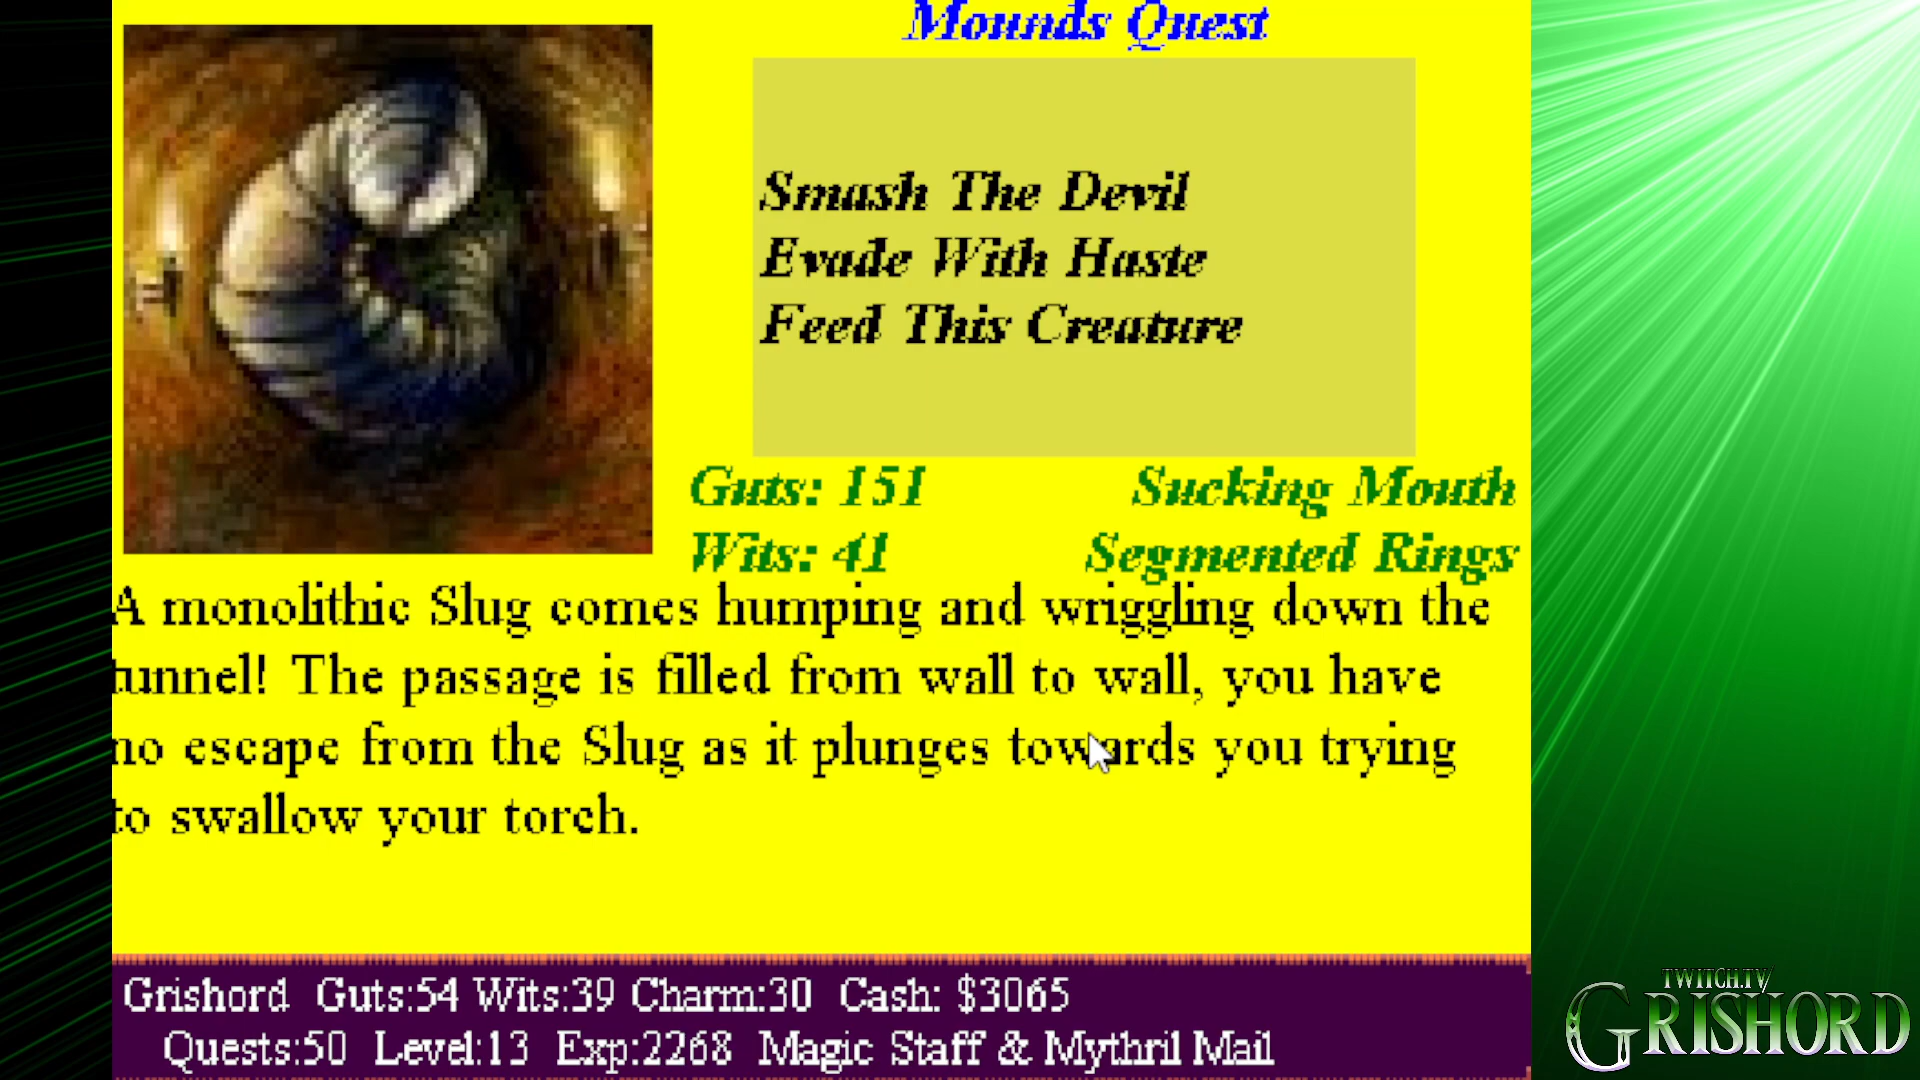 Mounds Quest
Smash The Devil
Evade With Haste
Feed This Creature
Guts: 151
Sucking Mouth
Wits: 41
Segmented Rings
A monolithic Slug comes humping and wriggling down the
tunnel! The passage is filled from wall to wall, you have
no escape from the Slug as it plunges towards you trying
to swallow your torch.
Grishord Guts:54 Wits:39 Charm:30 Cash: $3065
Quests:50 Level:13 Exp:2268 Magic Staff & Mythril Mail
TWITCH.TV/
GRISHORD